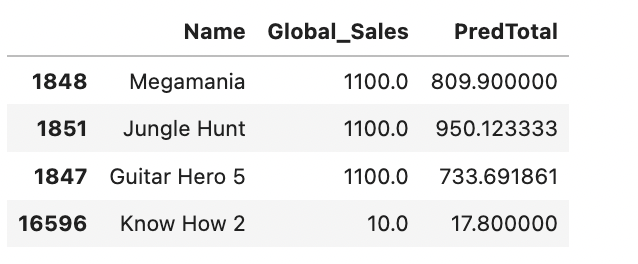 Name Global_Sales PredTotal
1848 Megamania 1100.0 809.900000
1851 Jungle Hunt 1100.0 950.123333
1847 Guitar Hero 5 1100.0 733.691861
16596 Know How 2 10.0 17.800000